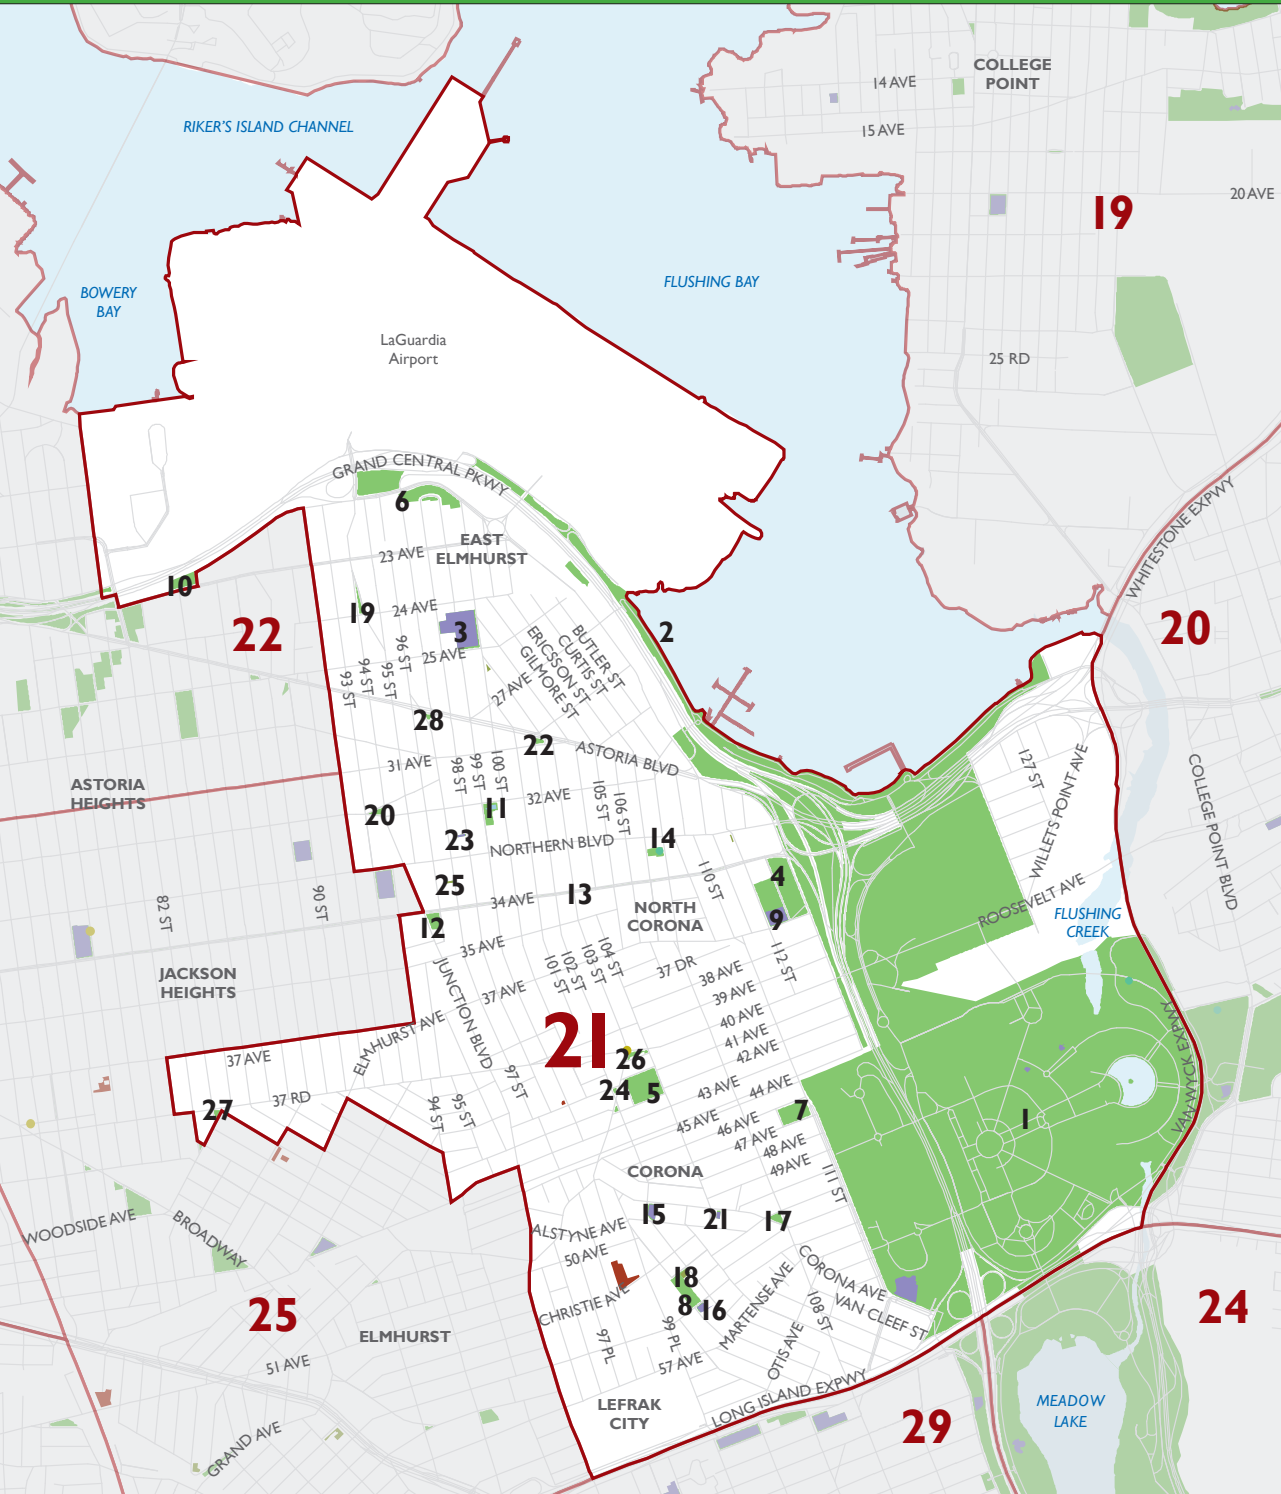 COLLEGE
POINT
14 AVE
15 AVE
RIKER'S ISLAND CHANNEL
20 AVE
19
BOWERY
BAY
FLUSHING BAY
LaGuardia
Airport
25 RD
GRAND CENTRAL PKWY
WHITESTONE EXPWY
6
EAST
ELMHURST
23 AVE
10
19
24 AVE
3
22
2
20
25 AVE
96 ST
95 ST
94 ST
93 ST
27 AVE
BUTLER ST
CURTIS ST
ERICSSON ST
GILMORE ST
28
22
ASTORIA BLVD
31 AVE
98 ST
99 ST
100 ST
127 ST
WILLETS POINT AVE
COLLEGE POINT BLVD
ASTORIA
HEIGHTS
32 AVE
105 ST
106 ST
20
11
23
NORTHERN BLVD
14
110 ST
4
25
34 AVE
13
ROOSEVELT AVE
82 ST
90 ST
12
NORTH
CORONA
9
FLUSHING
CREEK
35 AVE
104 ST
103 ST
102 ST
101 ST
37 DR
38 AVE
112 ST
JACKSON
HEIGHTS
JUNCTION BLVD
37 AVE
39 AVE
40 AVE
41 AVE
42 AVE
ELMHURST AVE
21
VAN WYCK EXPWY
37 AVE
26
97 ST
24
5
43 AVE
44 AVE
27
37 RD
94 ST
95 ST
45 AVE
46 AVE
47 AVE
48 AVE
49 AVE
7
1
CORONA
111 ST
WOODSIDE AVE
BROADWAY
ALSTYNE AVE
15
21
17
50 AVE
CORONA AVE
18
8
16
CHRISTIE AVE
MARTENSE AVE
108 ST
VAN CLEEF ST
25
ELMHURST
97 PL
99 PL
OTIS AVE
24
51 AVE
57 AVE
LONG ISLAND EXPWY
LEFRAK
CITY
MEADOW
LAKE
29
GRAND AVE